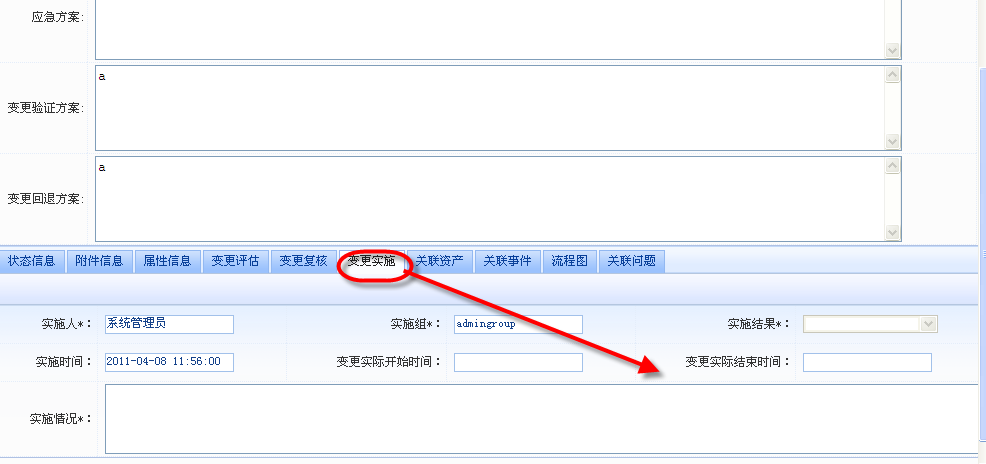 应急方案:
变更验证方案:
a
变更回退方案:
a
状态信息 附件信息 属性信息 变更评估 变更复核 变更实施 关联资产 关联事件 流程图 关联问题
实施人*： 系统管理员 实施组*： admingroup 实施结果*：
实施时间： 2011-04-08 11:56:00 变更实际开始时间： 变更实际结束时间：
实施情况*：